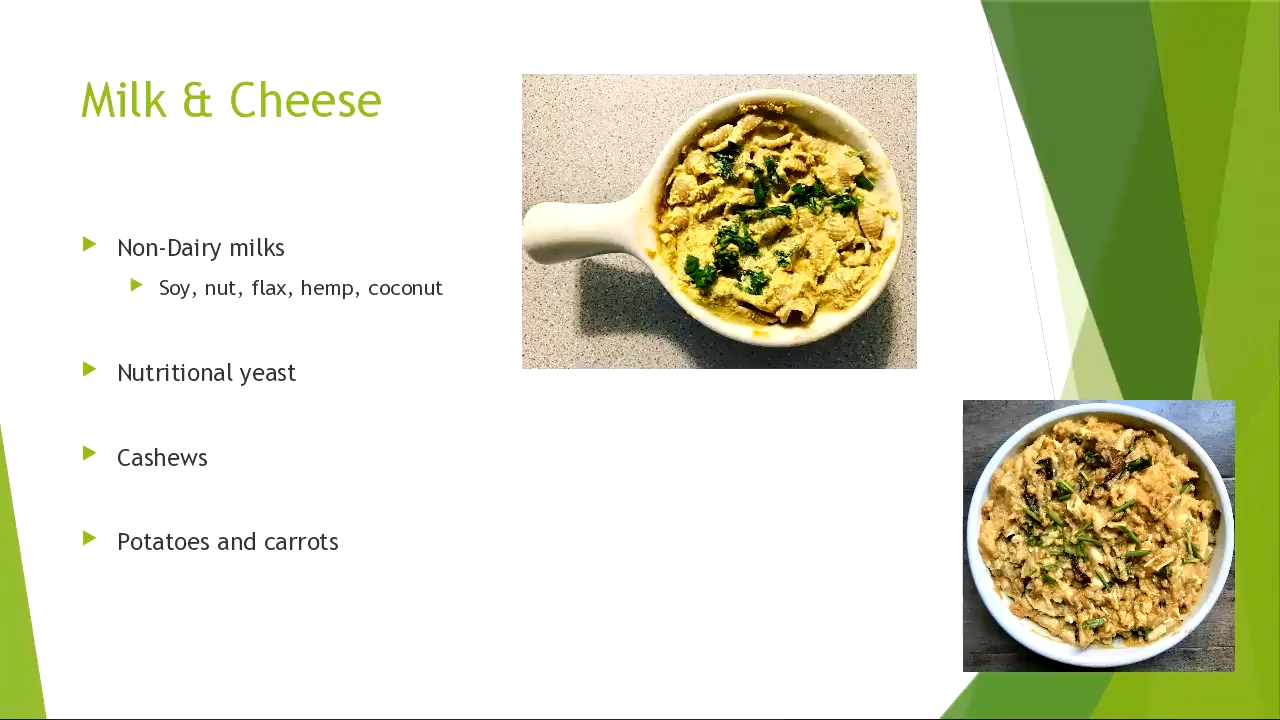 Milk & Cheese
Non-Dairy milks
Soy, nut, flax, hemp, coconut
Nutritional yeast
Cashews
Potatoes and carrots